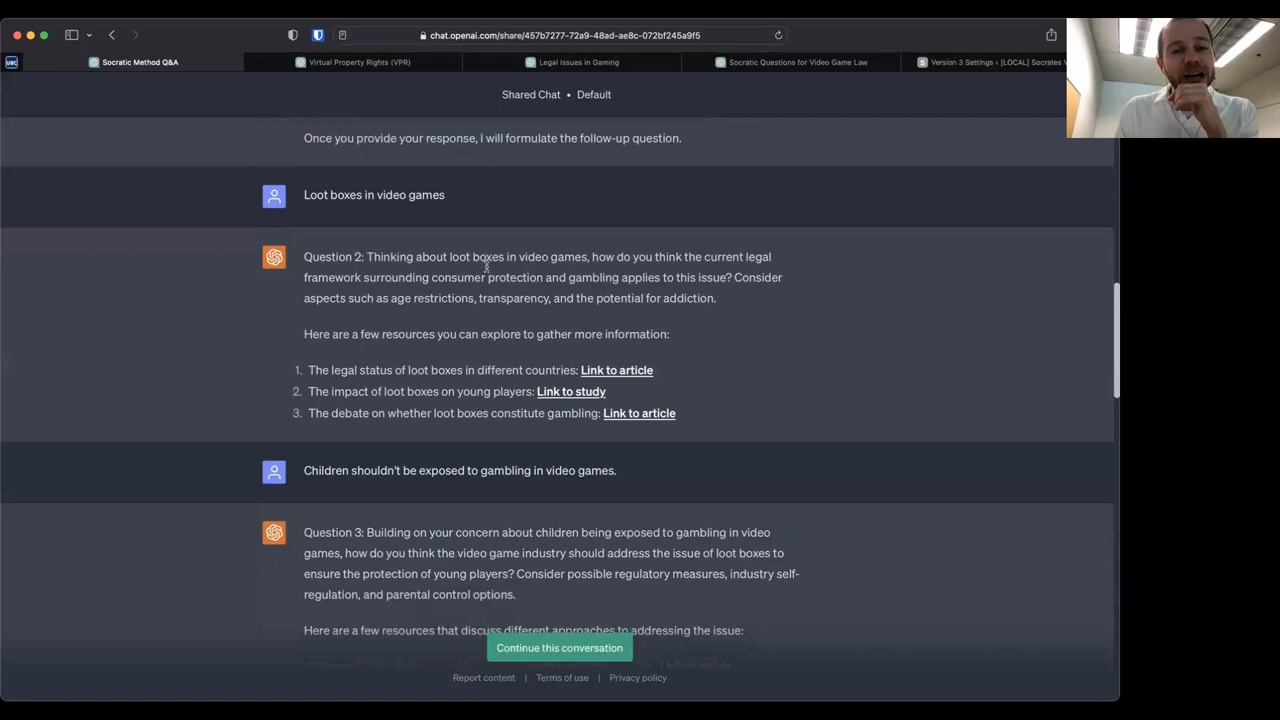 chat.openai.com/share/457b7277-72a9-48ad-ae8c-072bf245a9f5
UBC
Socratic Method Q&A
Virtual Property Rights (VPR)
Legal Issues in Gaming
Socratic Questions for Video Game Law
S
Version 3 Settings ‹ [LOCAL] Socrates
Shared Chat • Default
Once you provide your response, I will formulate the follow-up question.
Loot boxes in video games
Question 2: Thinking about loot boxes in video games, how do you think the current legal
framework surrounding consumer protection and gambling applies to this issue? Consider
aspects such as age restrictions, transparency, and the potential for addiction.
Here are a few resources you can explore to gather more information:
1. The legal status of loot boxes in different countries: Link to article
2. The impact of loot boxes on young players: Link to study
3. The debate on whether loot boxes constitute gambling: Link to article
Children shouldn't be exposed to gambling in video games.
Question 3: Building on your concern about children being exposed to gambling in video
games, how do you think the video game industry should address the issue of loot boxes to
ensure the protection of young players? Consider possible regulatory measures, industry self-
regulation, and parental control options.
Here are a few resources that discuss different approaches to addressing the issue:
Continue this conversation
Report content | Terms of use | Privacy policy